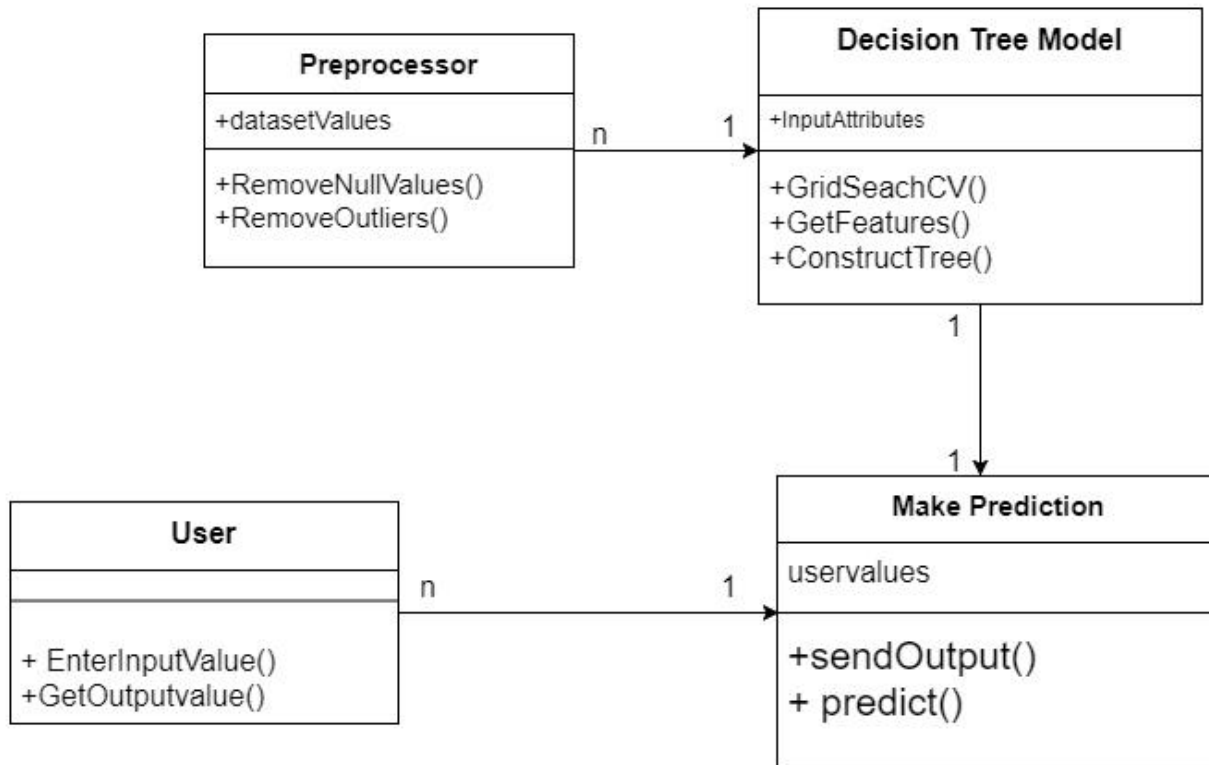 Preprocessor
+datasetValues
+RemoveNullValues()
+RemoveOutliers()
n
1
Decision Tree Model
+InputAttributes
+GridSeachCV()
+GetFeatures()
+ConstructTree()
1
1
User
+ EnterInputValue()
+GetOutputvalue()
n
1
Make Prediction
uservalues
+sendOutput()
+ predict()